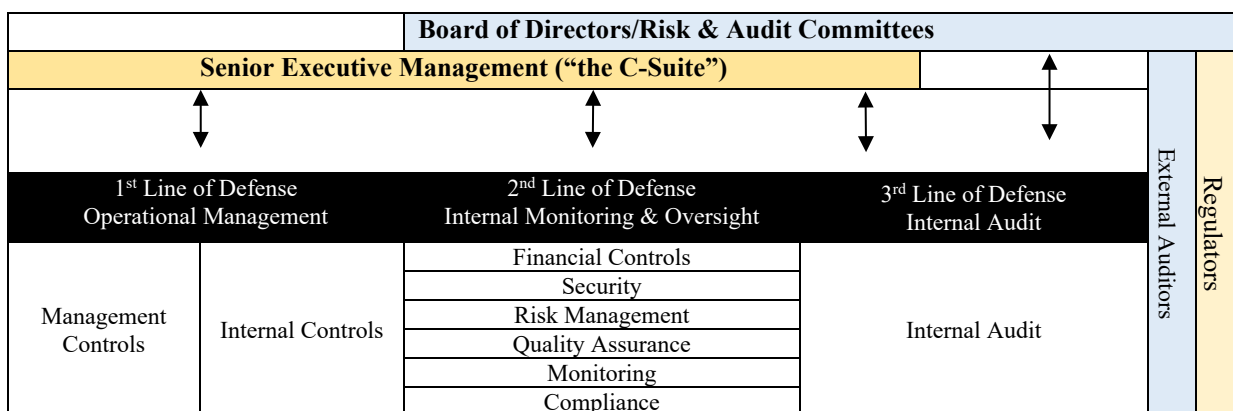 Board of Directors/Risk & Audit Committees
Senior Executive Management (“the C-Suite”)
1st Line of Defense
Operational Management
2nd Line of Defense
Internal Monitoring & Oversight
3rd Line of Defense
Internal Audit
Management
Controls
Internal Controls
Financial Controls
Security
Risk Management
Quality Assurance
Monitoring
Compliance
Internal Audit
External Auditors
Regulators